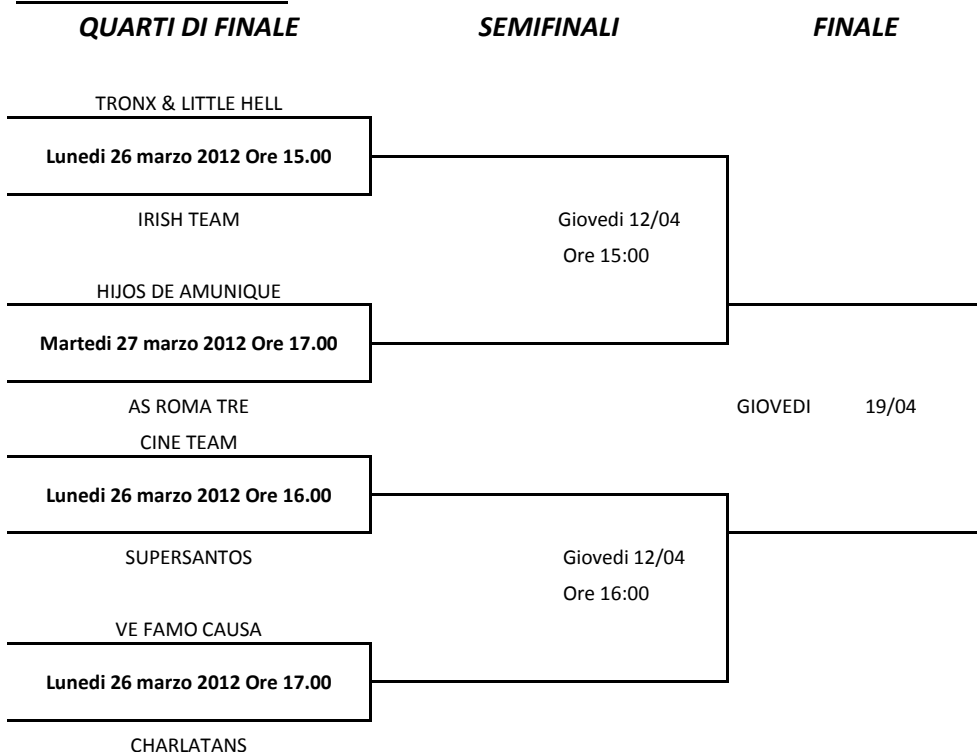 QUARTI DI FINALE SEMIFINALI FINALE
TRONX & LITTLE HELL
Lunedi 26 marzo 2012 Ore 15.00
IRISH TEAM
Giovedi 12/04
Ore 15:00
HIJOS DE AMUNIQUE
Martedi 27 marzo 2012 Ore 17.00
AS ROMA TRE
GIOVEDI 19/04
CINE TEAM
Lunedi 26 marzo 2012 Ore 16.00
SUPERSANTOS
Giovedi 12/04
Ore 16:00
VE FAMO CAUSA
Lunedi 26 marzo 2012 Ore 17.00
CHARLATANS